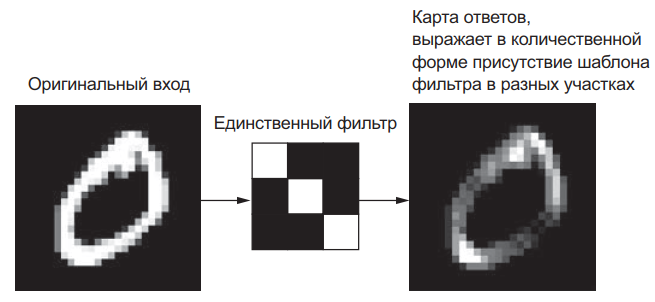 Оригинальный вход
Единственный фильтр
Карта ответов,
выражает в количественной
форме присутствие шаблона
фильтра в разных участках